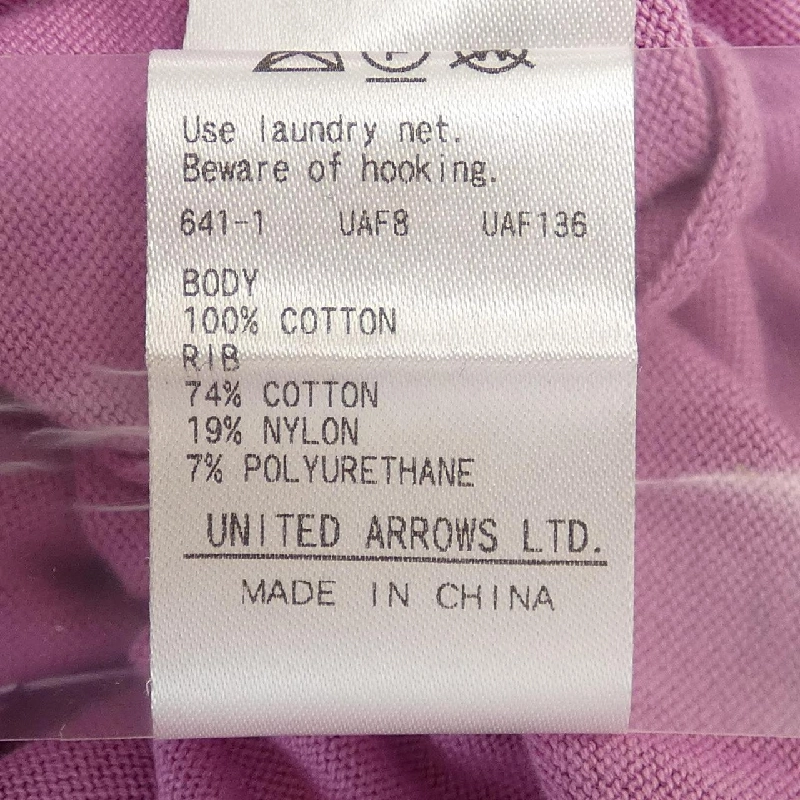 Use laundry net.
Beware of hooking.
641-1 UAF8 UAF136
BODY
100% COTTON
RIB
74% COTTON
19% NYLON
7% POLYURETHANE
UNITED ARROWS LTD.
MADE IN CHINA